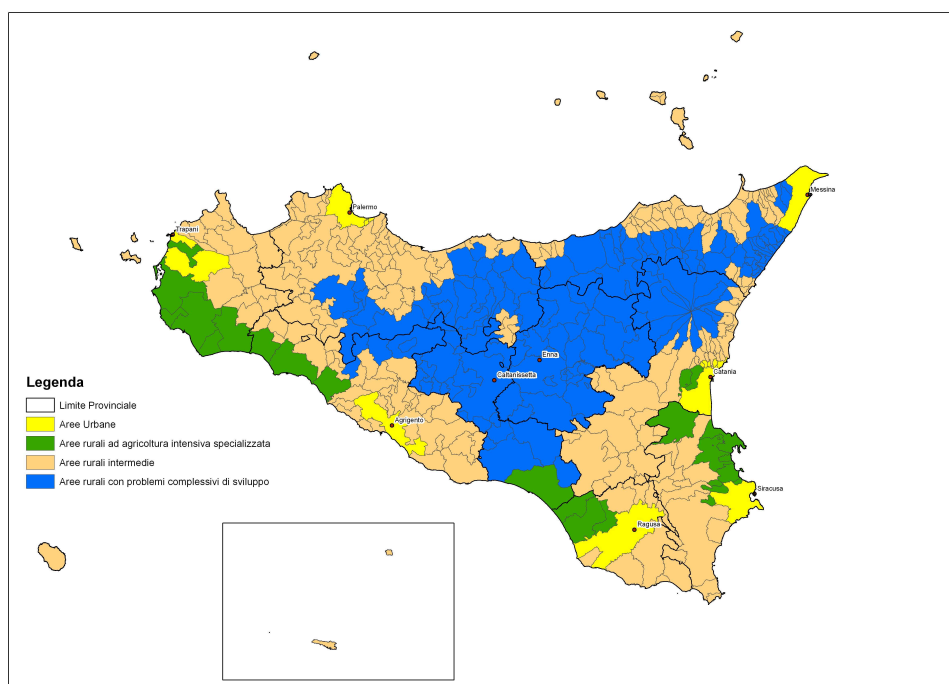 Messina
Palermo
Trapani
Enna
Caltanissetta
Catania
Agrigento
Siracusa
Ragusa
Legenda
Limite Provinciale
Aree Urbane
Aree rurali ad agricoltura intensiva specializzata
Aree rurali intermedie
Aree rurali con problemi complessivi di sviluppo